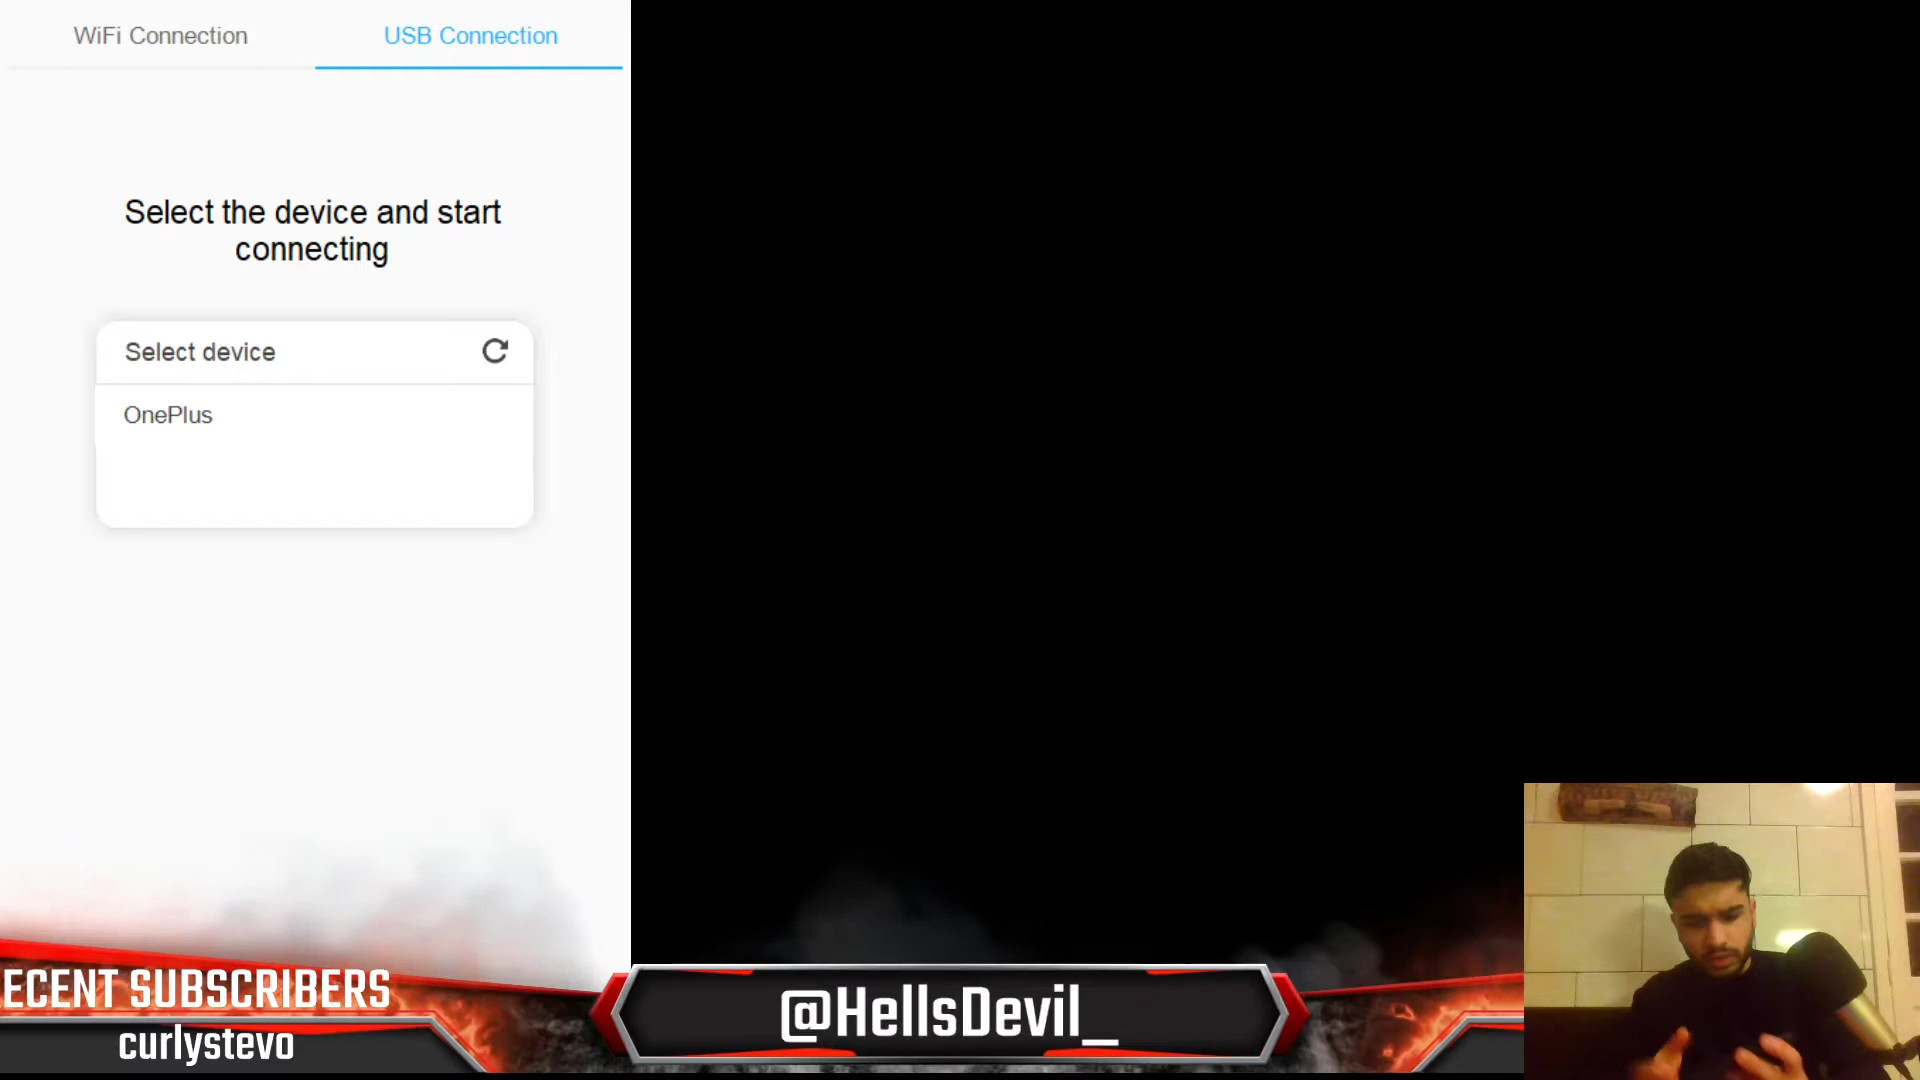 WiFi Connection
USB Connection
Select the device and start
connecting
Select device
OnePlus
ECENT SUBSCRIBERS
curlystevo
@HellsDevil_